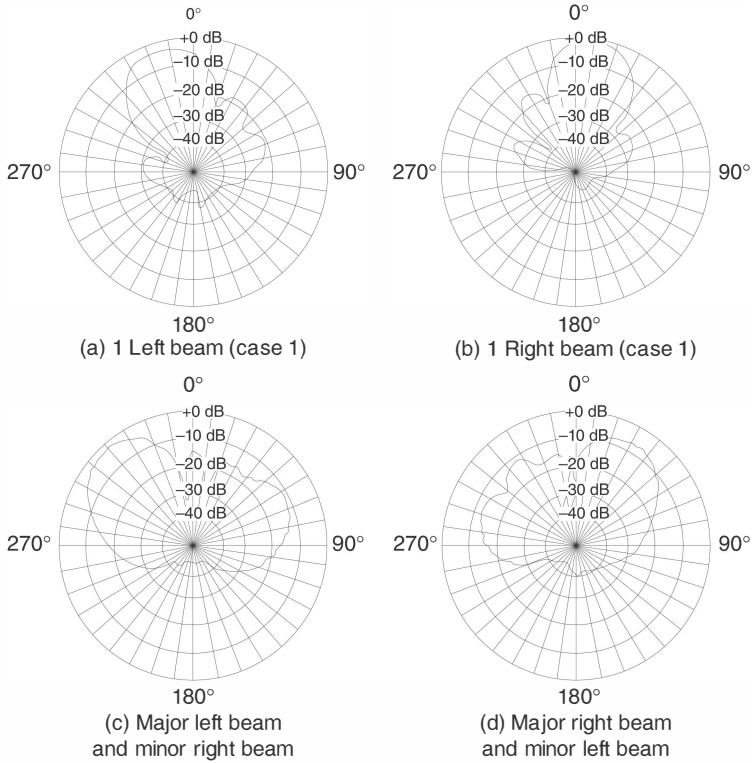 0°
+0 dB
–10 dB
–20 dB
–30 dB
–40 dB
270°
90°
180°
(a) 1 Left beam (case 1)
0°
+0 dB
–10 dB
–20 dB
–30 dB
–40 dB
270°
90°
180°
(b) 1 Right beam (case 1)
0°
+0 dB
–10 dB
–20 dB
–30 dB
–40 dB
270°
90°
180°
(c) Major left beam
and minor right beam
0°
+0 dB
–10 dB
–20 dB
–30 dB
–40 dB
270°
90°
180°
(d) Major right beam
and minor left beam